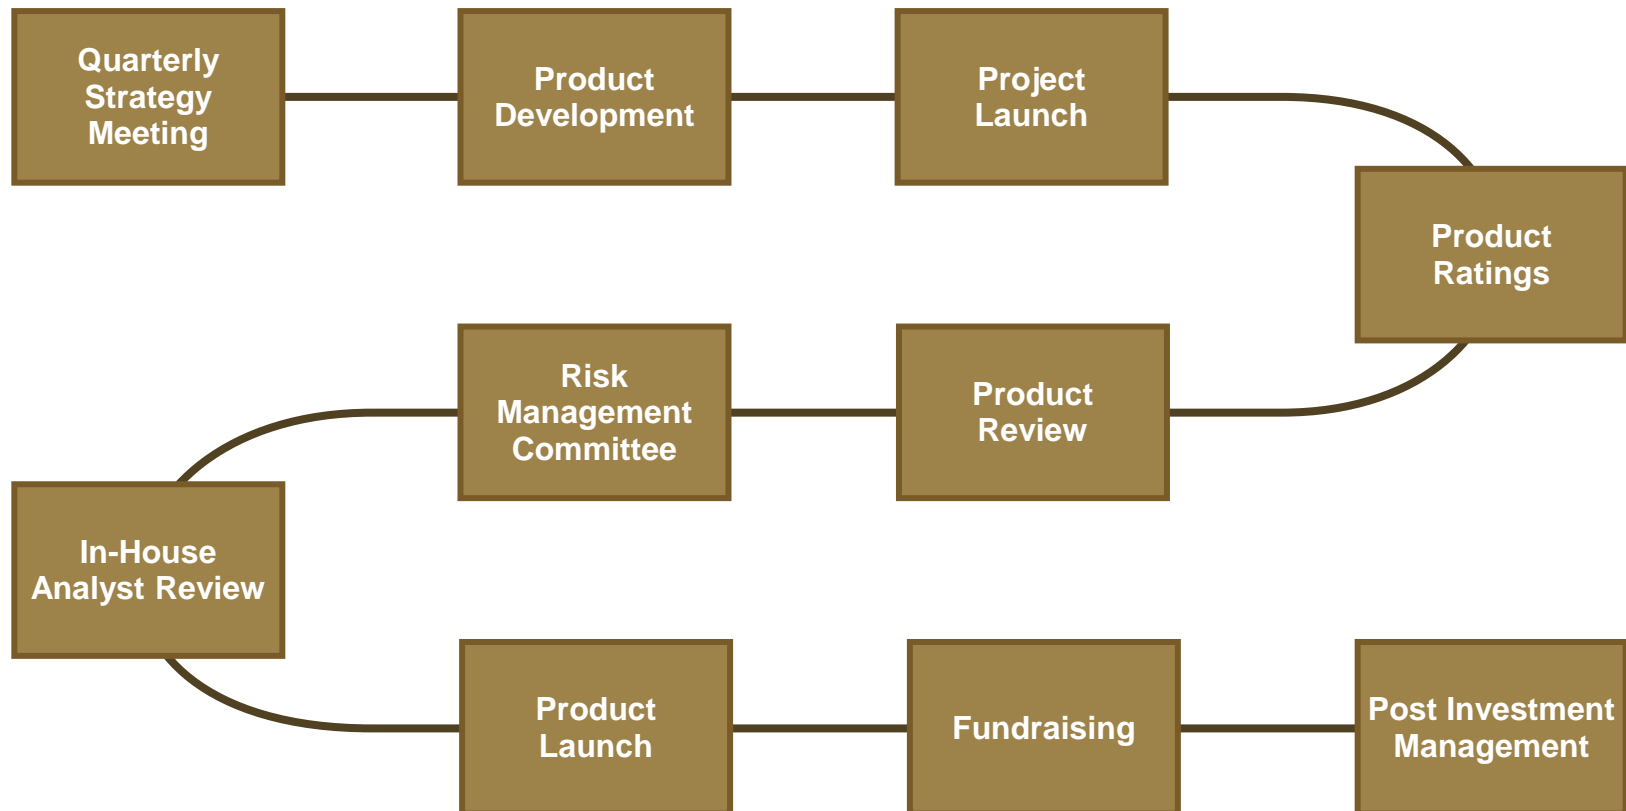 Quarterly
Strategy
Meeting
Product
Development
Project
Launch
Product
Ratings
Product
Review
Risk
Management
Committee
In-House
Analyst Review
Product
Launch
Fundraising
Post Investment
Management